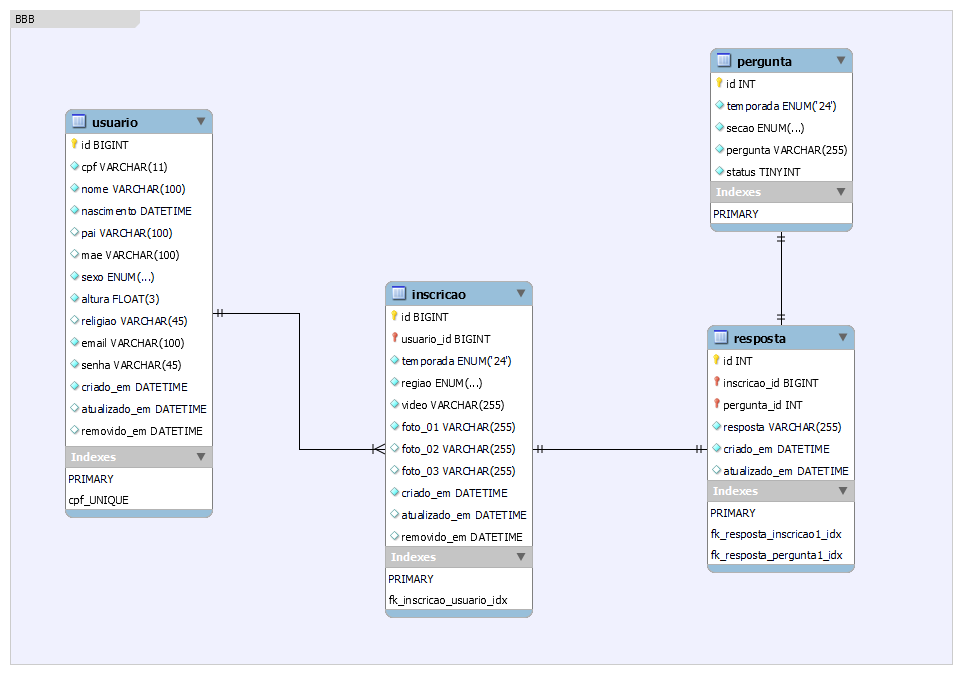 BBB
usuario
id BIGINT
cpf VARCHAR(11)
nome VARCHAR(100)
nascimento DATETIME
pai VARCHAR(100)
mae VARCHAR(100)
sexo ENUM(...)
altura FLOAT(3)
religiao VARCHAR(45)
email VARCHAR(100)
senha VARCHAR(45)
criado_em DATETIME
atualizado_em DATETIME
removido_em DATETIME
Indexes
PRIMARY
cpf_UNIQUE
inscricao
id BIGINT
usuario_id BIGINT
temporada ENUM('24')
regiao ENUM(...)
video VARCHAR(255)
foto_01 VARCHAR(255)
foto_02 VARCHAR(255)
foto_03 VARCHAR(255)
criado_em DATETIME
atualizado_em DATETIME
removido_em DATETIME
Indexes
PRIMARY
fk_inscricao_usuario_idx
pergunta
id INT
temporada ENUM('24')
secao ENUM(...)
pergunta VARCHAR(255)
status TINYINT
Indexes
PRIMARY
resposta
id INT
inscricao_id BIGINT
pergunta_id INT
resposta VARCHAR(255)
criado_em DATETIME
atualizado_em DATETIME
Indexes
PRIMARY
fk_resposta_inscricao1_idx
fk_resposta_pergunta1_idx